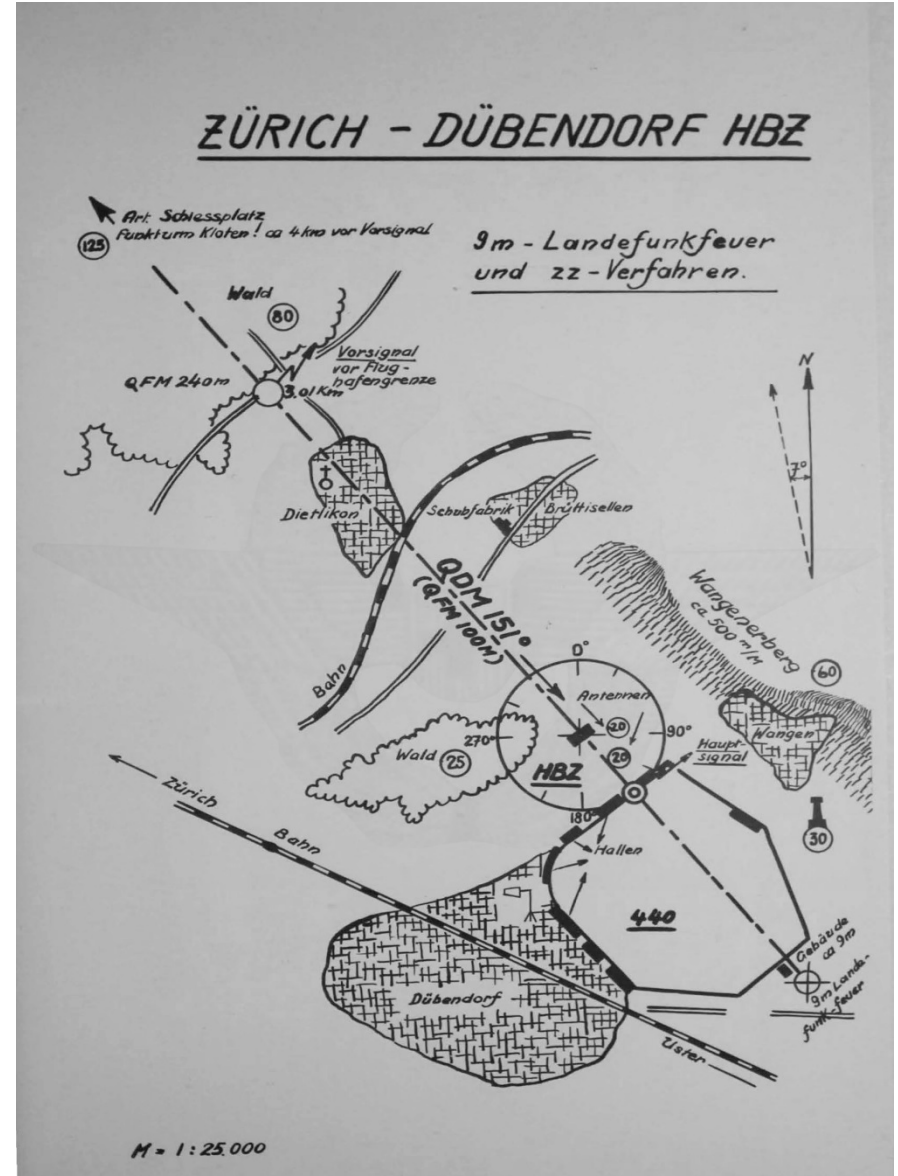 ZÜRICH - DÜBENDORF HBZ
Art. Schiessplatz
Funkturm Kloten! ca 4 km vor Vorsignal
125
9m - Landefunkfeuer
und zz - Verfahren.
Wald
80
Vorsignal
vor Flug-
hafengrenze
QFM 240m
3.01Km
N
7°
Dietlikon
Schuhfabrik
Brüttisellen
QDM 151°
(QFM 100M)
Bahn
Wangenerberg
ca 500 m/M
60
0°
Antennen
20
270°
90°
Wangen
Wald
25
HBZ
20
Haupt-
signal
180°
Zürich
Bahn
Hallen
30
440
Gebäude
ca 9m
9m Lande-
funk-feuer
Dübendorf
Uster
M = 1 : 25.000